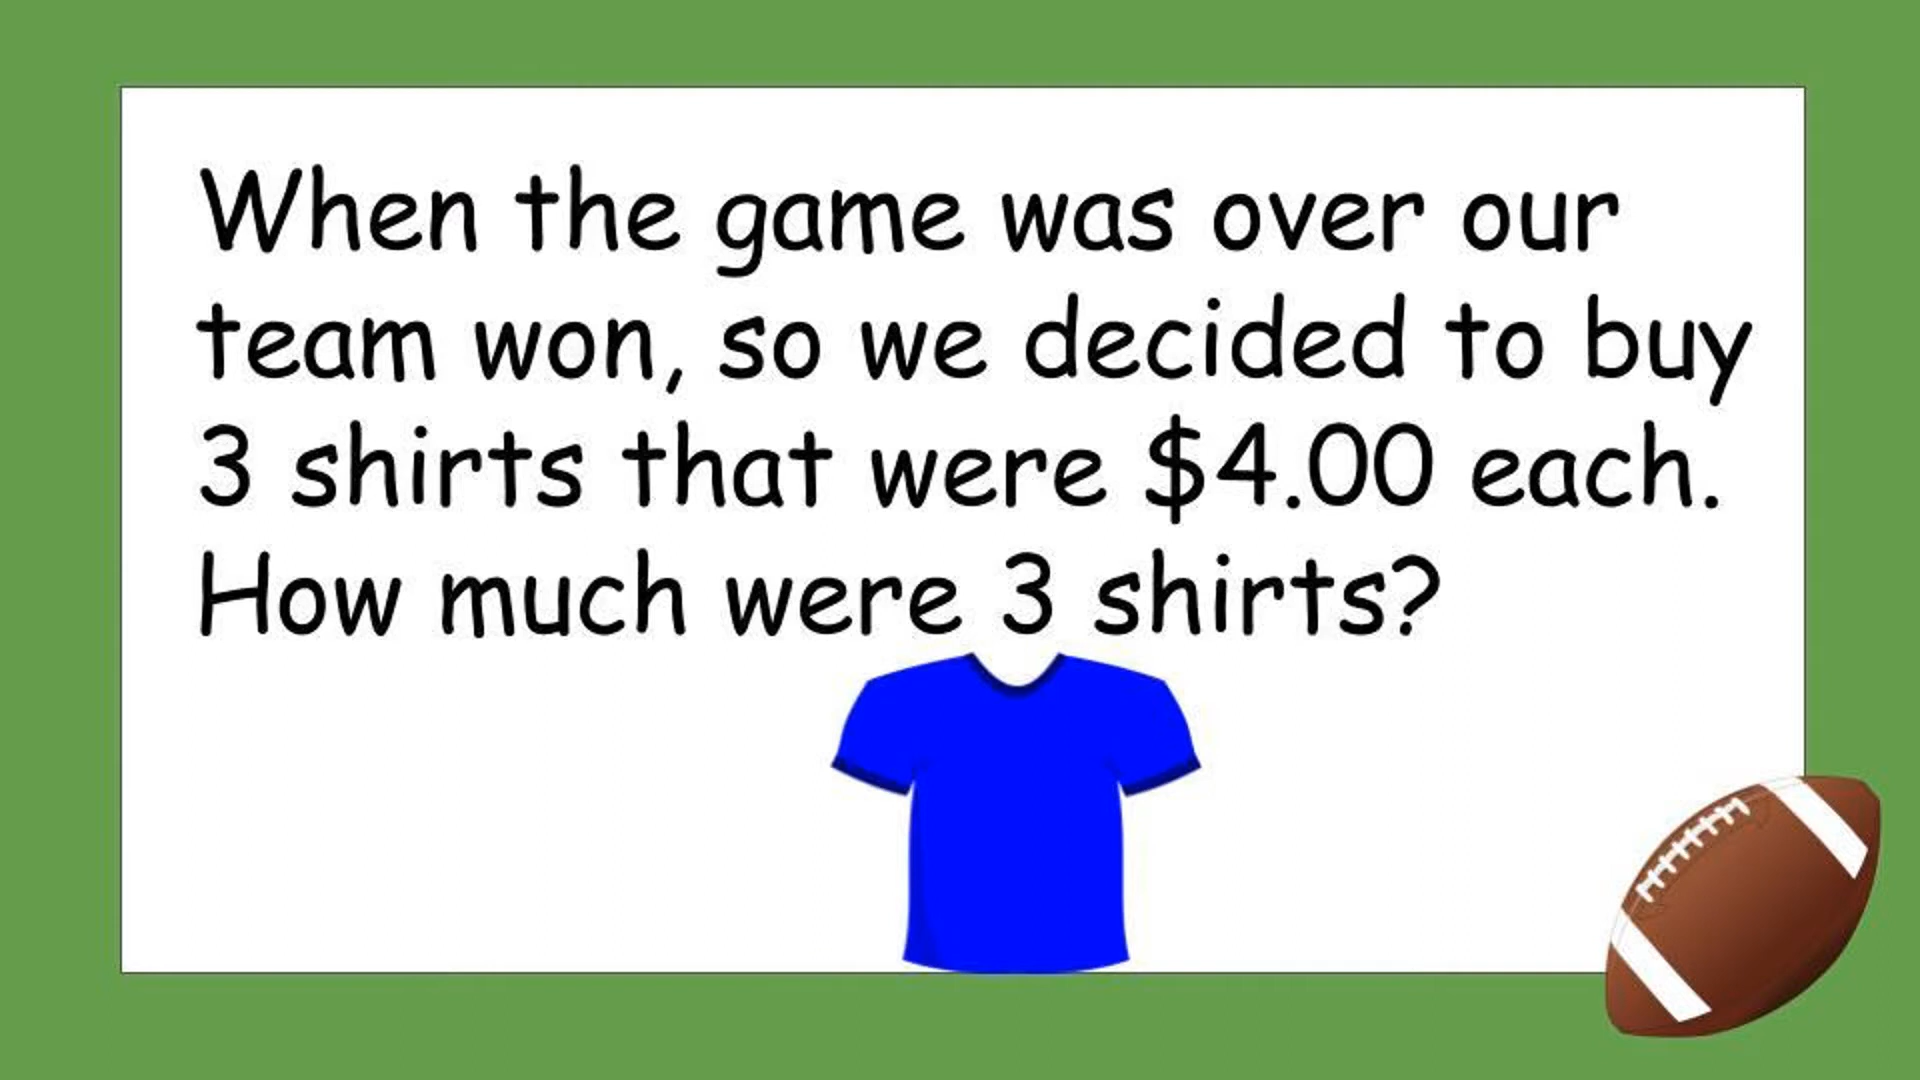 When the game was over our
team won, so we decided to buy
3 shirts that were $4.00 each.
How much were 3 shirts?